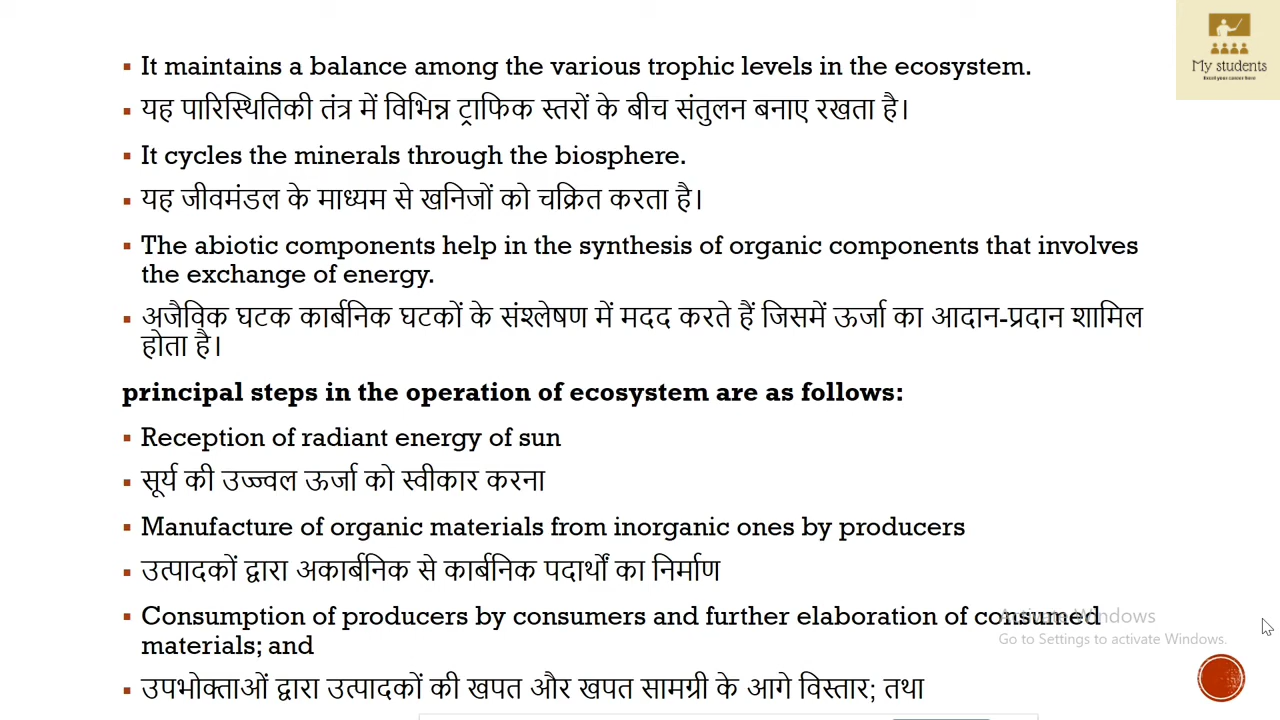 My students
Excel your career here
▪ It maintains a balance among the various trophic levels in the ecosystem.
▪ यह पारिस्थितिकी तंत्र में विभिन्न ट्राफिक स्तरों के बीच संतुलन बनाए रखता है।
▪ It cycles the minerals through the biosphere.
▪ यह जीवमंडल के माध्यम से खनिजों को चक्रित करता है।
▪ The abiotic components help in the synthesis of organic components that involves
the exchange of energy.
▪ अजैविक घटक कार्बनिक घटकों के संश्लेषण में मदद करते हैं जिसमें ऊर्जा का आदान-प्रदान शामिल
होता है।
principal steps in the operation of ecosystem are as follows:
▪ Reception of radiant energy of sun
▪ सूर्य की उज्ज्वल ऊर्जा को स्वीकार करना
▪ Manufacture of organic materials from inorganic ones by producers
▪ उत्पादकों द्वारा अकार्बनिक से कार्बनिक पदार्थों का निर्माण
▪ Consumption of producers by consumers and further elaboration of consumed
materials; and
▪ उपभोक्ताओं द्वारा उत्पादकों की खपत और खपत सामग्री के आगे विस्तार; तथा
Activate Windows
Go to Settings to activate Windows.